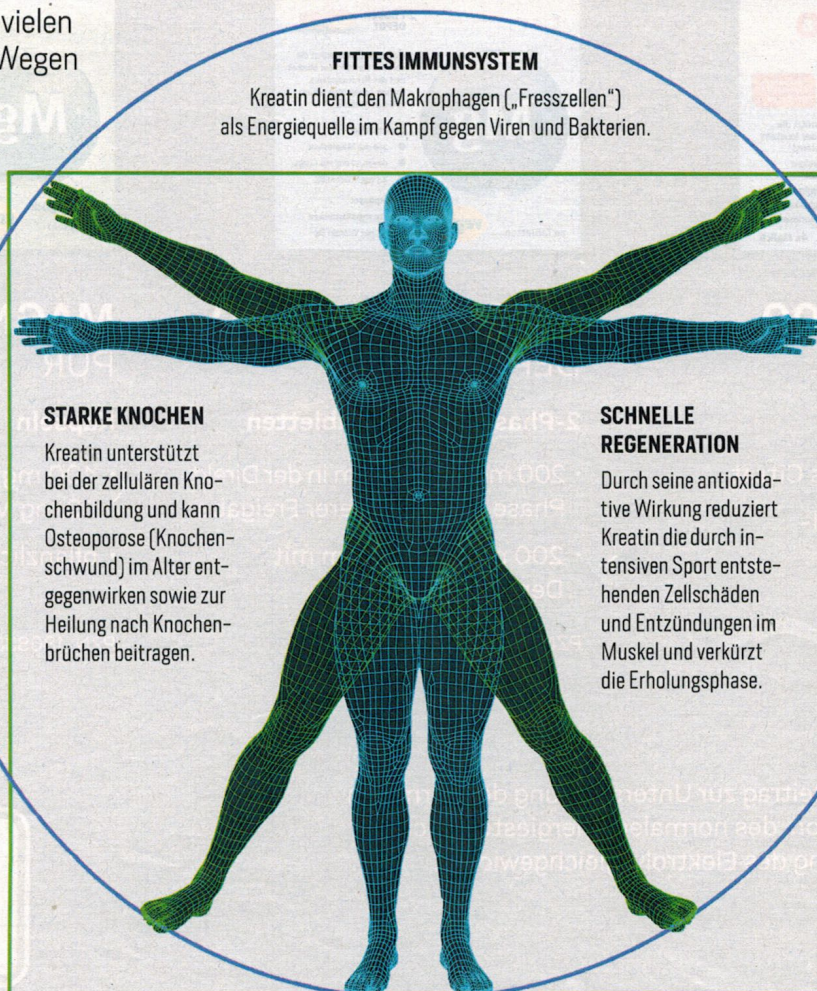 vielen
Wegen
FITTES IMMUNSYSTEM
Kreatin dient den Makrophagen („Fresszellen“)
als Energiequelle im Kampf gegen Viren und Bakterien.
STARKE KNOCHEN
Kreatin unterstützt
bei der zellulären Kno-
chenbildung und kann
Osteoporose (Knochen-
schwund) im Alter ent-
gegenwirken sowie zur
Heilung nach Knochen-
brüchen beitragen.
SCHNELLE
REGENERATION
Durch seine antioxida-
tive Wirkung reduziert
Kreatin die durch in-
tensiven Sport entste-
henden Zellschäden
und Entzündungen im
Muskel und verkürzt
die Erholungsphase.